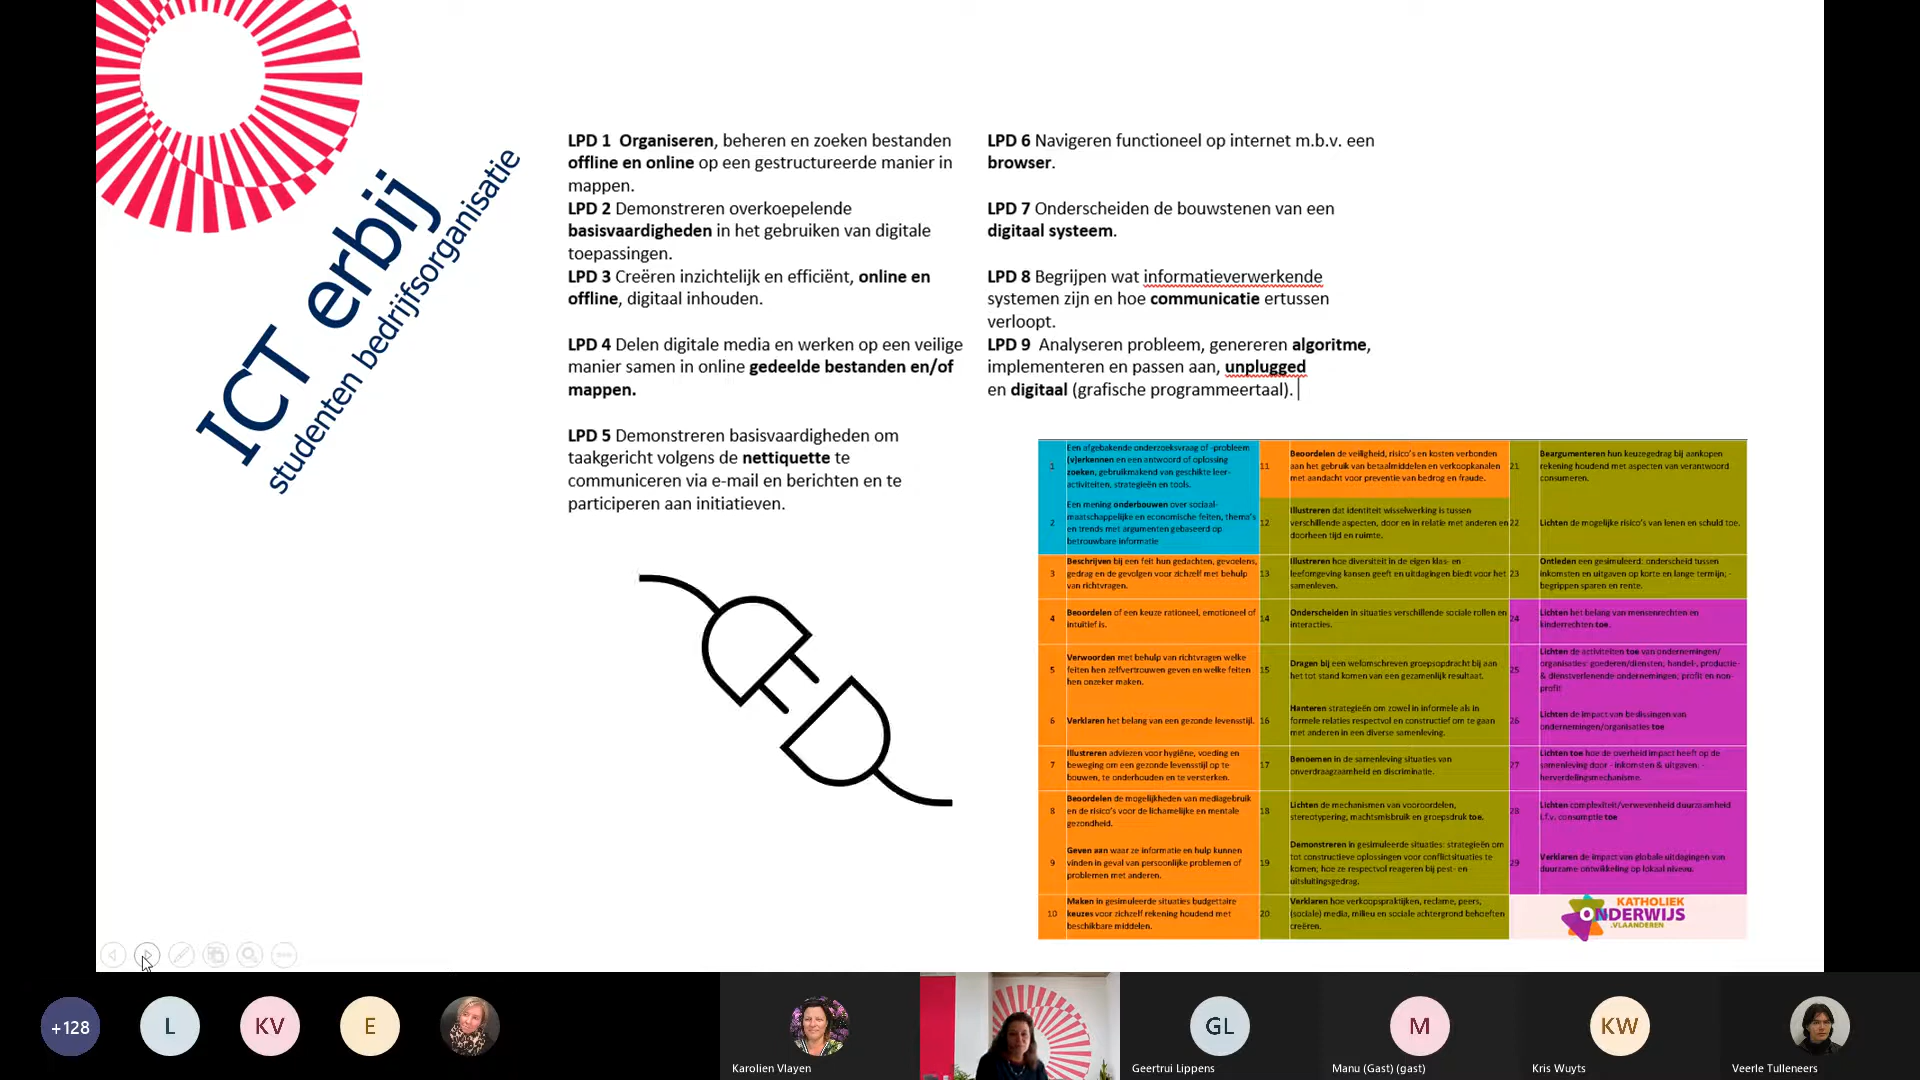 ICT erbij
studenten bedrijfsorganisatie
LPD 1 Organiseren, beheren en zoeken bestanden
offline en online op een gestructureerde manier in
mappen.
LPD 2 Demonstreren overkoepelende
basisvaardigheden in het gebruiken van digitale
toepassingen.
LPD 3 Creëren inzichtelijk en efficiënt, online en
offline, digitaal inhouden.
LPD 4 Delen digitale media en werken op een veilige
manier samen in online gedeelde bestanden en/of
mappen.
LPD 5 Demonstreren basisvaardigheden om
taakgericht volgens de nettiquette te
communiceren via e-mail en berichten en te
participeren aan initiatieven.
LPD 6 Navigeren functioneel op internet m.b.v. een
browser.
LPD 7 Onderscheiden de bouwstenen van een
digitaal systeem.
LPD 8 Begrijpen wat informatieverwerkende
systemen zijn en hoe communicatie ertussen
verloopt.
LPD 9 Analyseren probleem, genereren algoritme,
implementeren en passen aan, unplugged
en digitaal (grafische programmeertaal).
1
Een afgebakende onderzoeksvraag of -probleem
(v)erkennen en een antwoord of oplossing
zoeken, gebruikmakend van geschikte leer-
activiteiten, strategieën en tools.
2
Een mening onderbouwen over sociaal-
maatschappelijke en economische feiten, thema's
en trends met argumenten gebaseerd op
betrouwbare informatie
3
Beschrijven bij een feit hun gedachten, gevoelens,
gedrag en de gevolgen voor zichzelf met behulp
van richtvragen.
4
Beoordelen of een keuze rationeel, emotioneel of
intuïtief is.
5
Verwoorden met behulp van richtvragen welke
feiten hen zelfvertrouwen geven en welke feiten
hen onzeker maken.
6
Verklaren het belang van een gezonde levensstijl.
7
Illustreren adviezen voor hygiëne, voeding en
beweging om een gezonde levensstijl op te
bouwen, te onderhouden en te versterken.
8
Beoordelen de mogelijkheden van mediagebruik
en de risico's voor de lichamelijke en mentale
gezondheid.
9
Geven aan waar ze informatie en hulp kunnen
vinden in geval van persoonlijke problemen of
problemen met anderen.
10
Maken in gesimuleerde situaties budgettaire
keuzes voor zichzelf rekening houdend met
beschikbare middelen.
11
Beoordelen de veiligheid, risico's en kosten verbonden
aan het gebruik van betaalmiddelen en verkoopkanalen
met aandacht voor preventie van bedrog en fraude.
12
Illustreren dat identiteit wisselwerking is tussen
verschillende aspecten, door en in relatie met anderen en
doorheen tijd en ruimte.
13
Illustreren hoe diversiteit in de eigen klas- en
leefomgeving kansen geeft en uitdagingen biedt voor het
samenleven.
14
Onderscheiden in situaties verschillende sociale rollen en
interacties.
15
Dragen bij een welomschreven groepsopdracht bij aan
het tot stand komen van een gezamenlijk resultaat.
16
Hanteren strategieën om zowel in informele als in
formele relaties respectvol en constructief om te gaan
met anderen in een diverse samenleving.
17
Benoemen in de samenleving situaties van
onverdraagzaamheid en discriminatie.
18
Lichten de mechanismen van vooroordelen,
stereotypering, machtsmisbruik en groepsdruk toe.
19
Demonstreren in gesimuleerde situaties: strategieën om
tot constructieve oplossingen voor conflictsituaties te
komen; hoe ze respectvol reageren bij pest- en
uitsluitingsgedrag.
20
Verklaren hoe verkoopspraktijken, reclame, peers,
(sociale) media, milieu en sociale achtergrond behoeften
creëren.
21
Beargumenteren hun keuzegedrag bij aankopen
rekening houdend met aspecten van verantwoord
consumeren.
22
Lichten de mogelijke risico's van lenen en schuld toe.
23
Ontleden een gesimuleerd: onderscheid tussen
inkomsten en uitgaven op korte en lange termijn; -
begrippen sparen en rente.
24
Lichten het belang van mensenrechten en
kinderrechten toe.
25
Lichten de activiteiten toe van ondernemingen/
organisaties: goederen/diensten, handel-, productie-
& dienstverlenende ondernemingen, profit en non-
profit
26
Lichten de impact van beslissingen van
ondernemingen/organisaties toe
27
Lichten toe hoe de overheid impact heeft op de
samenleving door - inkomsten & uitgaven. -
herverdelingsmechanisme.
28
Lichten complexiteit/verwevenheid duurzaamheid
i.f.v. consumptie toe
29
Verklaren de impact van globale uitdagingen van
duurzame ontwikkeling op lokaal niveau.
KATHOLIEK
ONDERWIJS
.VLAANDEREN
+128
L
KV
E
Karolien Vlayen
GL
Geertrui Lippens
M
Manu (Gast) (gast)
KW
Kris Wuyts
Veerle Tulleneers